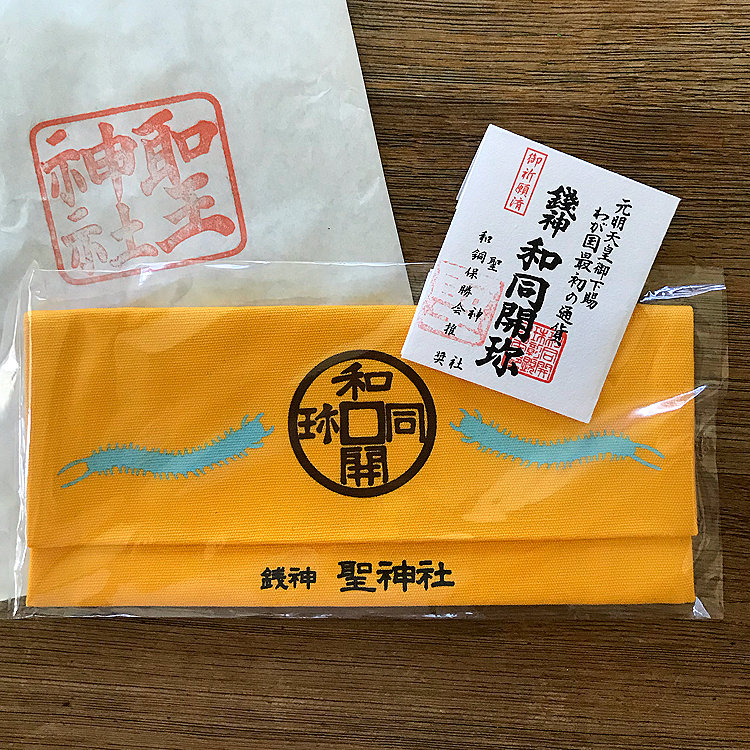 聖
神社
御祈願済
元明天皇御下賜
わが国最初の通貨
銭神 和同開珎
聖神社
和銅保勝会推奨
和同開珎
銭神 聖神社